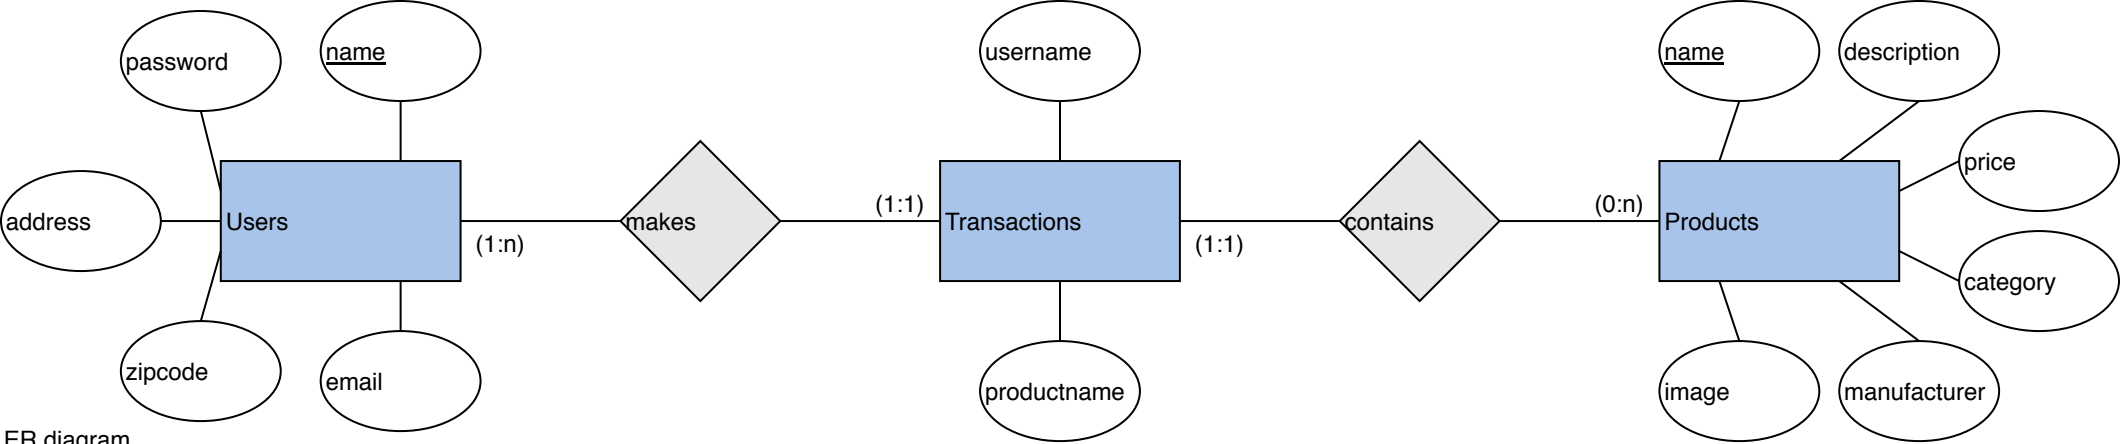 password
name
address
Users
(1:n)
zipcode
email
makes
username
(1:1)
Transactions
(1:1)
productname
contains
name
description
price
(0:n)
Products
category
image
manufacturer
ER diagram